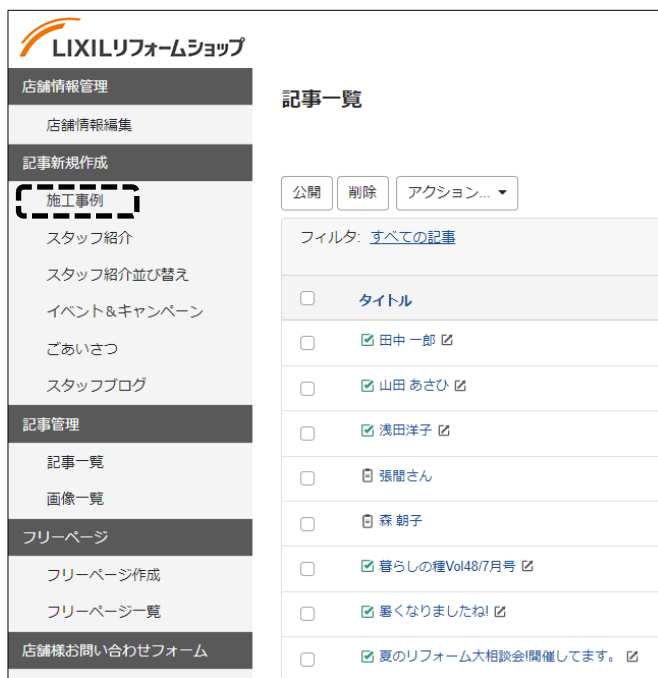 LIXILリフォームショップ
店舗情報管理
店舗情報編集
記事新規作成
施工事例
スタッフ紹介
スタッフ紹介並び替え
イベント&キャンペーン
ごあいさつ
スタッフブログ
記事管理
記事一覧
画像一覧
フリーページ
フリーページ作成
フリーページ一覧
店舗様お問い合わせフォーム
記事一覧
公開 削除 アクション...
フィルタ: すべての記事
タイトル
田中 一郎
山田 あさひ
浅田洋子
張間さん
森 朝子
暮らしの種Vol48/7月号
暑くなりましたね!
夏のリフォーム大相談会!開催してます。